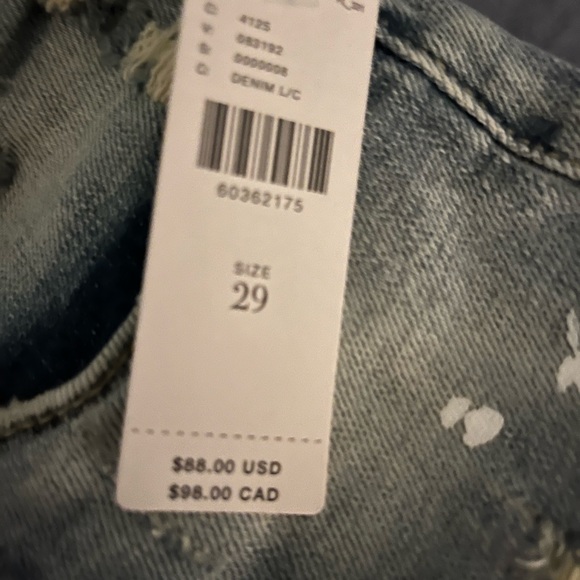 4125
V: 083192
S: 0000008
C: DENIM L/C
60362175
SIZE
29
$88.00 USD
$98.00 CAD